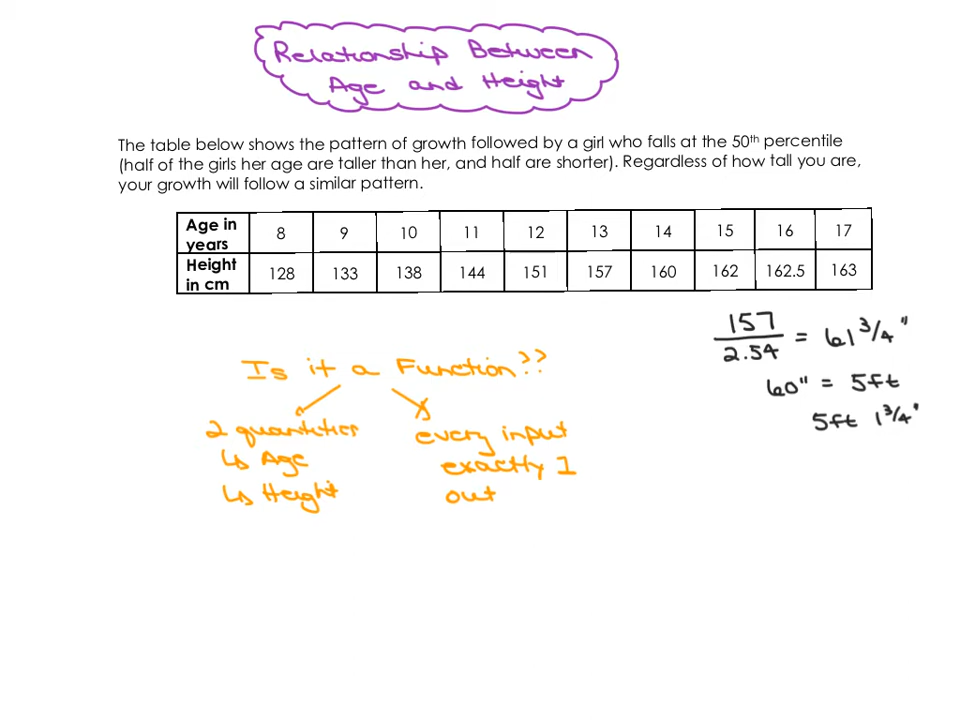 Relationship Between
Age and Height
The table below shows the pattern of growth followed by a girl who falls at the 50th percentile
(half of the girls her age are taller than her, and half are shorter). Regardless of how tall you are,
your growth will follow a similar pattern.
Age in years 8 9 10 11 12 13 14 15 16 17
Height in cm 128 133 138 144 151 157 160 162 162.5 163
157/2.54 = 61 3/4"
60" = 5ft
5ft 1 3/4"
Is it a Function??
2 quantities
↳ Age
↳ Height
every input
exactly 1
out